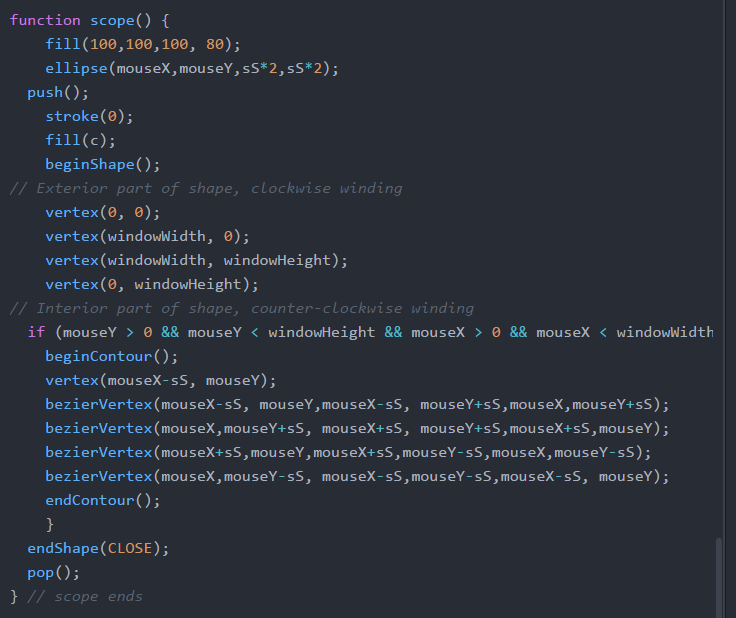 function scope() {
fill(100,100,100, 80);
ellipse(mouseX,mouseY,sS*2,sS*2);
push();
stroke(0);
fill(c);
beginShape();
// Exterior part of shape, clockwise winding
vertex(0, 0);
vertex(windowWidth, 0);
vertex(windowWidth, windowHeight);
vertex(0, windowHeight);
// Interior part of shape, counter-clockwise winding
if (mouseY > 0 && mouseY < windowHeight && mouseX > 0 && mouseX < windowWidth
beginContour();
vertex(mouseX-sS, mouseY);
bezierVertex(mouseX-sS, mouseY,mouseX-sS, mouseY+sS,mouseX,mouseY+sS);
bezierVertex(mouseX,mouseY+sS, mouseX+sS, mouseY+sS,mouseX+sS,mouseY);
bezierVertex(mouseX+sS,mouseY,mouseX+sS,mouseY-sS,mouseX,mouseY-sS);
bezierVertex(mouseX,mouseY-sS, mouseX-sS,mouseY-sS,mouseX-sS, mouseY);
endContour();
}
endShape(CLOSE);
pop();
} // scope ends